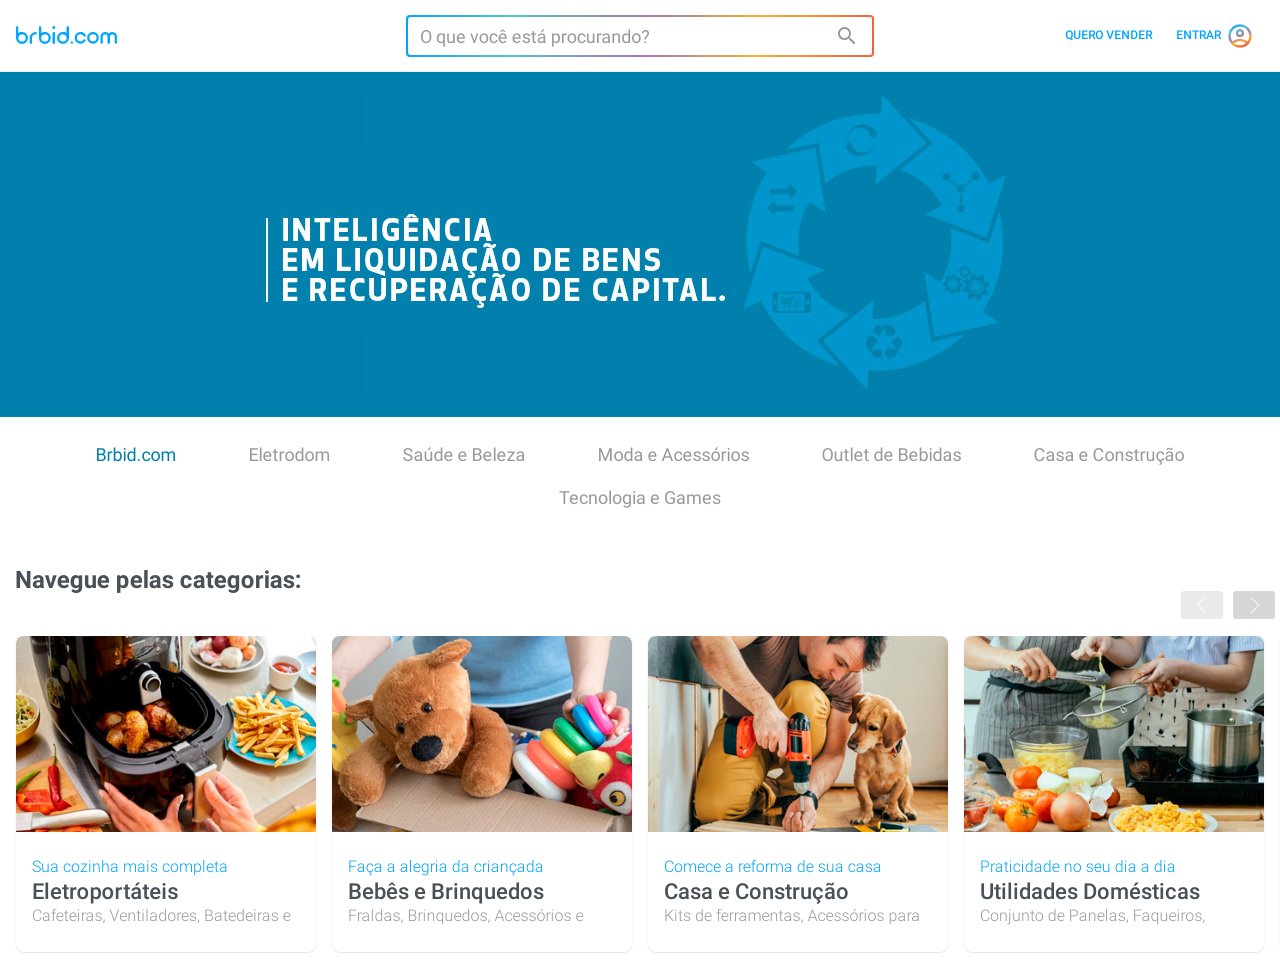 brbid.com
O que você está procurando?
QUERO VENDER
ENTRAR
INTELIGÊNCIA
EM LIQUIDAÇÃO DE BENS
E RECUPERAÇÃO DE CAPITAL.
Brbid.com
Eletrodom
Saúde e Beleza
Moda e Acessórios
Outlet de Bebidas
Casa e Construção
Tecnologia e Games
Navegue pelas categorias:
Sua cozinha mais completa
Eletroportáteis
Cafeteiras, Ventiladores, Batedeiras e
Faça a alegria da criançada
Bebês e Brinquedos
Fraldas, Brinquedos, Acessórios e
Comece a reforma de sua casa
Casa e Construção
Kits de ferramentas, Acessórios para
Praticidade no seu dia a dia
Utilidades Domésticas
Conjunto de Panelas, Faqueiros,